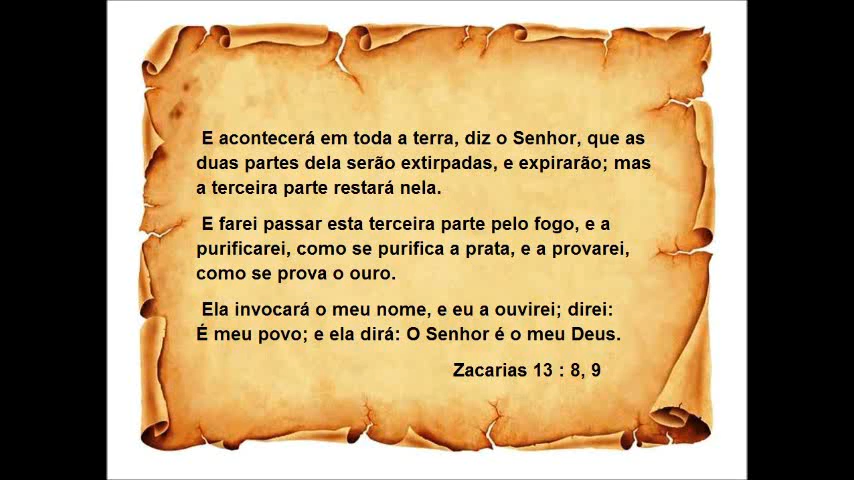 E acontecerá em toda a terra, diz o Senhor, que as
duas partes dela serão extirpadas, e expirarão; mas
a terceira parte restará nela.
E farei passar esta terceira parte pelo fogo, e a
purificarei, como se purifica a prata, e a provarei,
como se prova o ouro.
Ela invocará o meu nome, e eu a ouvirei; direi:
É meu povo; e ela dirá: O Senhor é o meu Deus.
Zacarias 13 : 8, 9